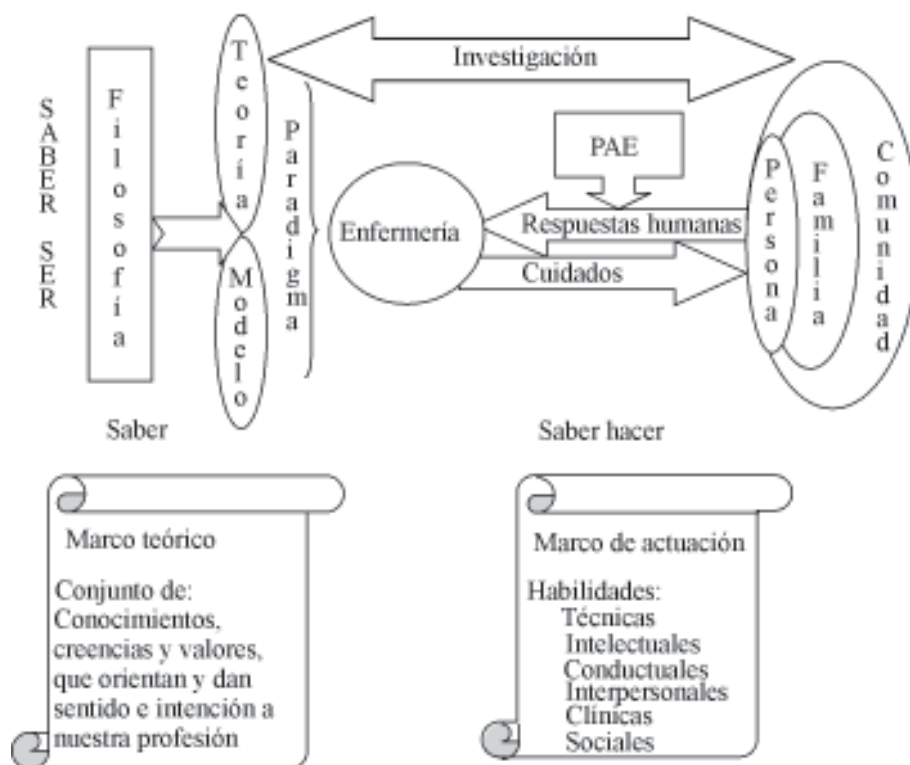 SABER SER
Filosofía
Teoría
Modelo
Paradigma
Investigación
PAE
Enfermería
Respuestas humanas
Cuidados
Persona
Familia
Comunidad
Saber
Saber hacer
Marco teórico
Conjunto de:
Conocimientos,
creencias y valores,
que orientan y dan
sentido e intención a
nuestra profesión
Marco de actuación
Habilidades:
Técnicas
Intelectuales
Conductuales
Interpersonales
Clínicas
Sociales